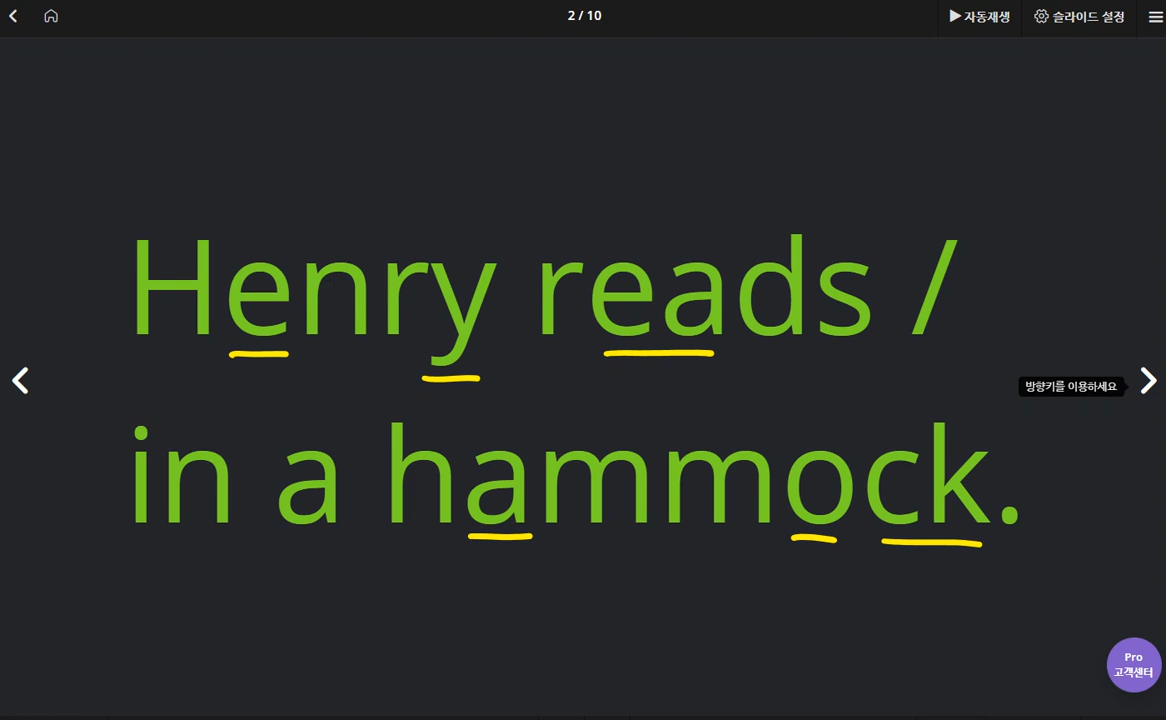 2 / 10
자동재생
슬라이드 설정
Henry reads /
방향키를 이용하세요
in a hammock.
Pro
고객센터